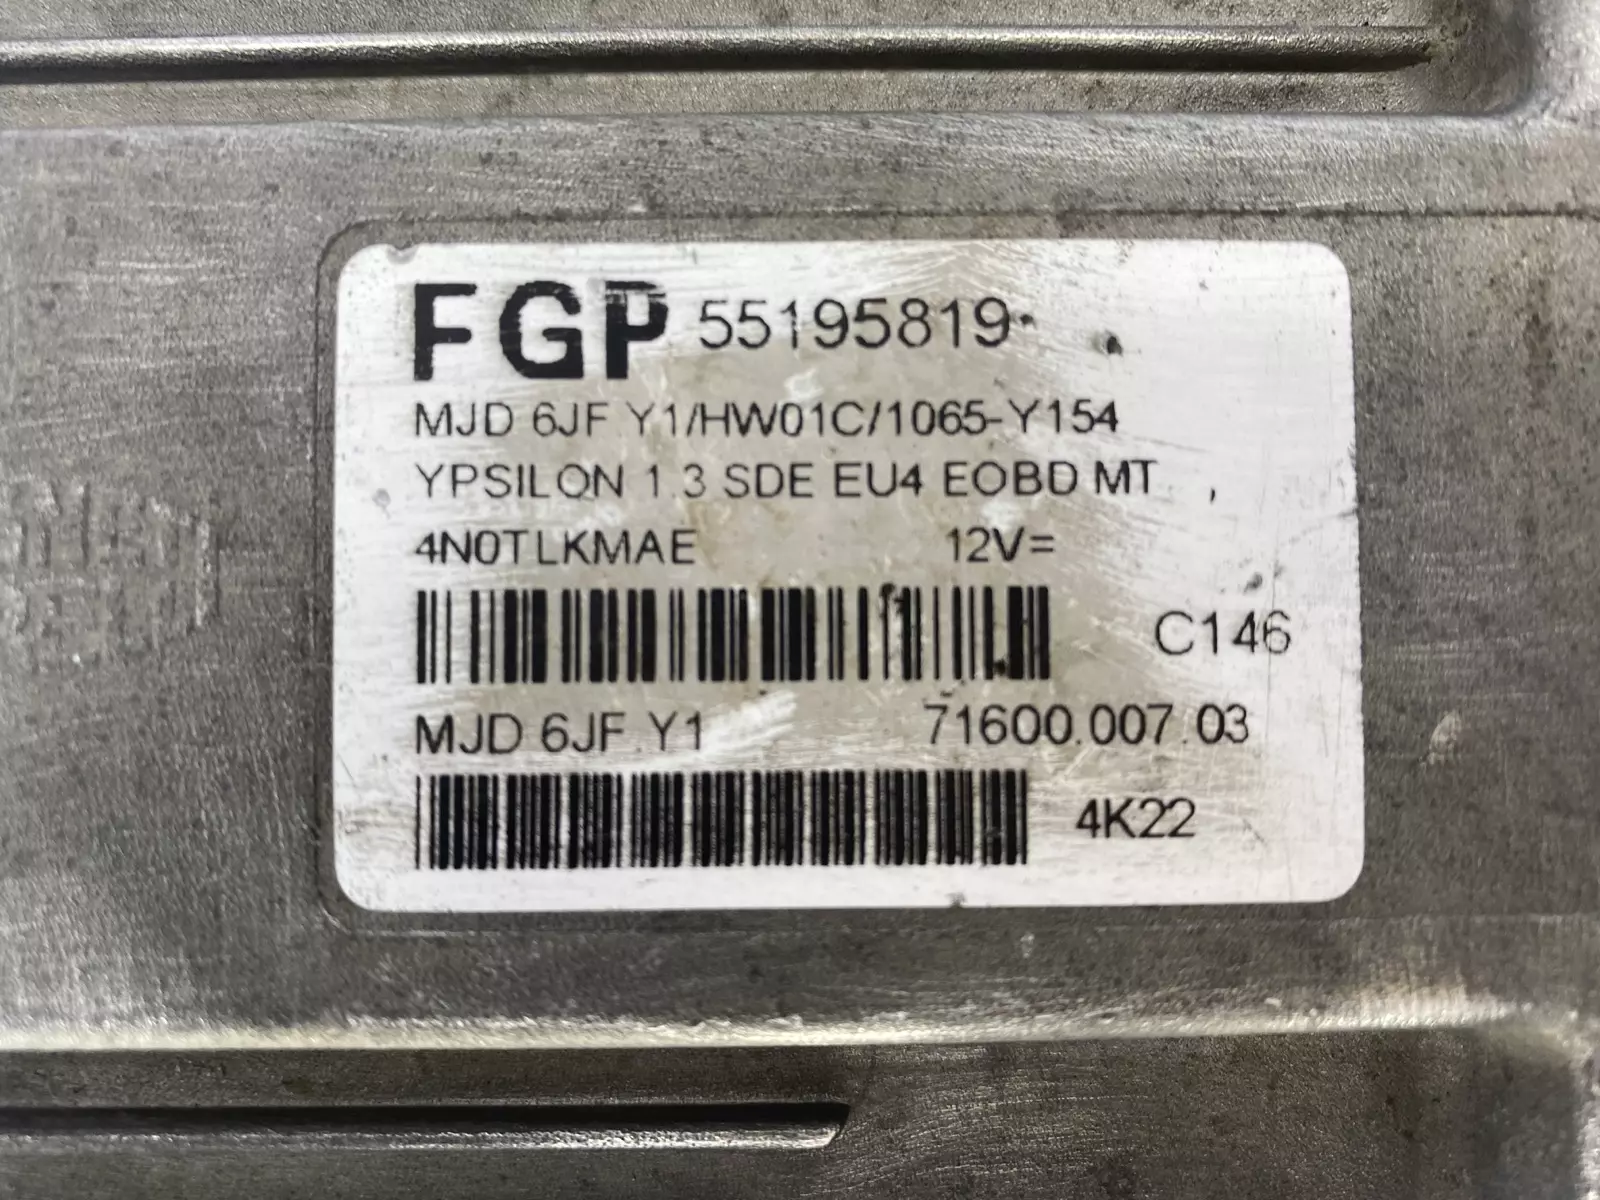 FGP 55195819
MJD 6JF Y1/HW01C/1065-Y154
YPSILON 1.3 SDE EU4 EOBD MT
4N0TLKMAE 12V=
C146
MJD 6JF Y1 71600.007.03
4K22